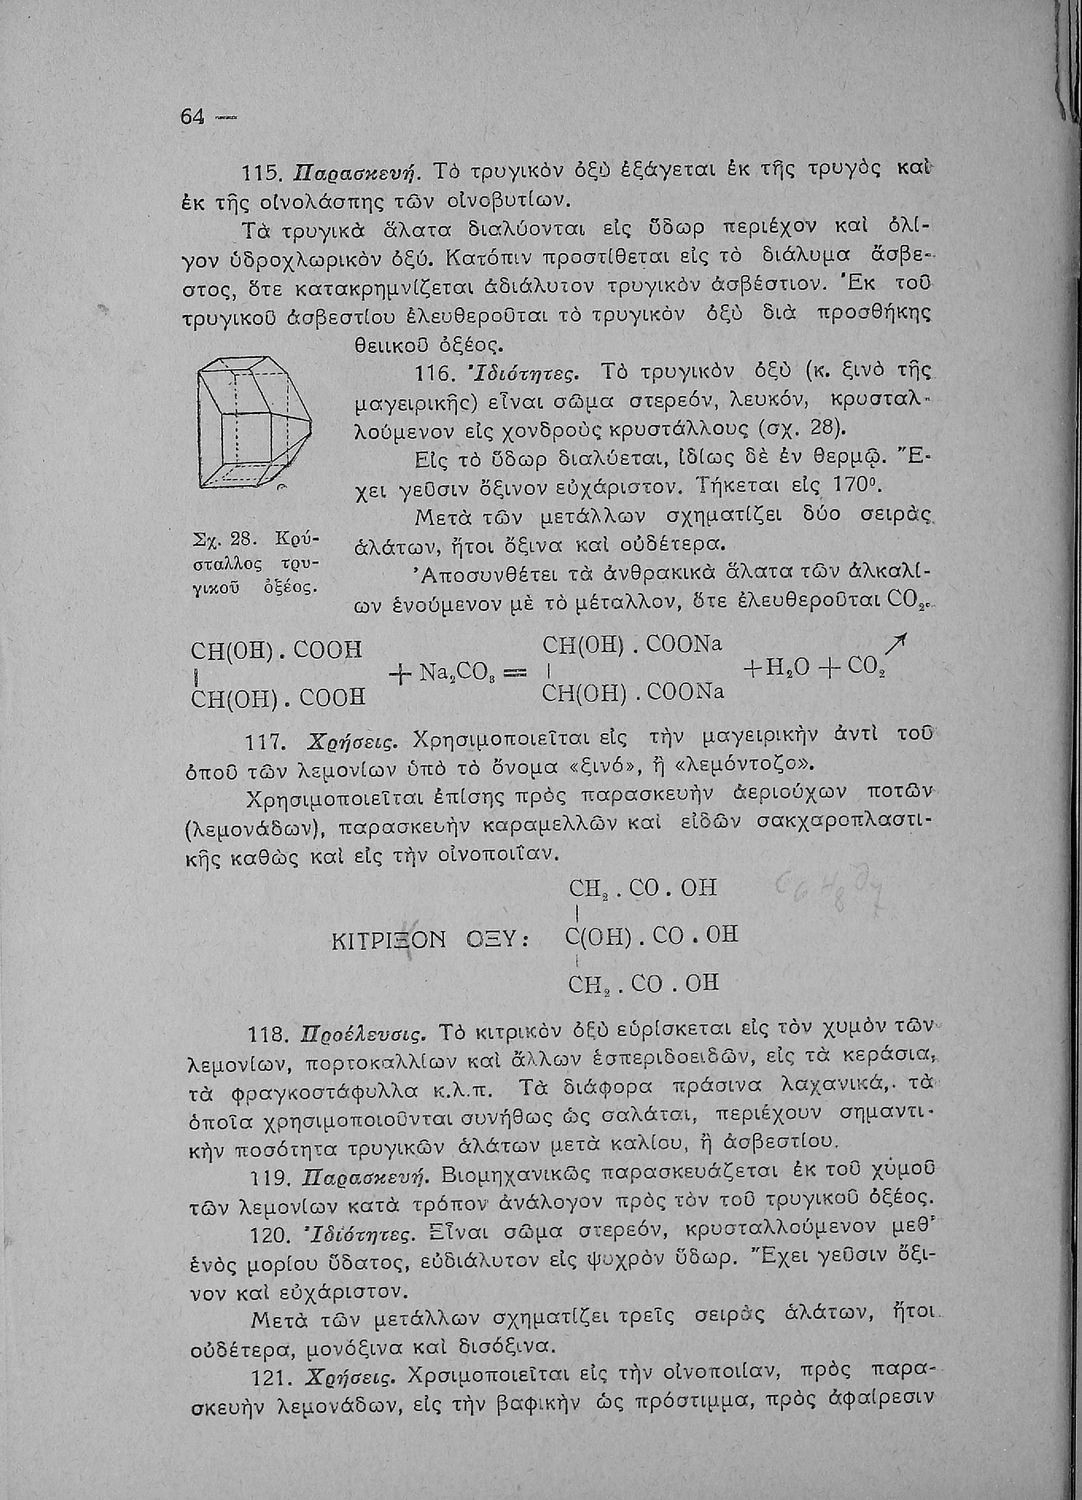 64 —
115. Παρασκευή. Τὸ τρυγικὸν ὀξὺ ἐξάγεται ἐκ τῆς τρυγὸς καὶ
ἐκ τῆς οἰνολάσπης τῶν οἰνοβυτίων.
Τὰ τρυγικὰ ἅλατα διαλύονται εἰς ὕδωρ περιέχον καὶ ὀλί-
γον ὑδροχλωρικὸν ὀξύ. Κατόπιν προστίθεται εἰς τὸ διάλυμα ἄσβε-
στος, ὅτε κατακρημνίζεται ἀδιάλυτον τρυγικὸν ἀσβέστιον. Ἐκ τοῦ
τρυγικοῦ ἀσβεστίου ἐλευθεροῦται τὸ τρυγικὸν ὀξὺ διὰ προσθήκης
θειικοῦ ὀξέος.
116. Ἰδιότητες. Τὸ τρυγικὸν ὀξὺ (κ. ξινὸ τῆς
μαγειρικῆς) εἶναι σῶμα στερεόν, λευκόν, κρυσταλ-
λούμενον εἰς χονδροὺς κρυστάλλους (σχ. 28).
Εἰς τὸ ὕδωρ διαλύεται, ἰδίως δὲ ἐν θερμῷ. Ἔ-
χει γεῦσιν ὄξινον εὐχάριστον. Τήκεται εἰς 170⁰.
Μετὰ τῶν μετάλλων σχηματίζει δύο σειρὰς
ἁλάτων, ἤτοι ὄξινα καὶ οὐδέτερα.
Ἀποσυνθέτει τὰ ἀνθρακικὰ ἅλατα τῶν ἀλκαλί-
ων ἑνούμενον μὲ τὸ μέταλλον, ὅτε ἐλευθεροῦται CO₂.
Σχ. 28. Κρύ-
σταλλος τρυ-
γικοῦ ὀξέος.
CH(OH) . COOH CH(OH) . COONa ↗
| + Na₂CO₃ = | + H₂O + CO₂
CH(OH) . COOH CH(OH) . COONa
117. Χρήσεις. Χρησιμοποιεῖται εἰς τὴν μαγειρικὴν ἀντὶ τοῦ
ὀποῦ τῶν λεμονίων ὑπὸ τὸ ὄνομα «ξινό», ἢ «λεμόντοζο».
Χρησιμοποιεῖται ἐπίσης πρὸς παρασκευὴν ἀεριούχων ποτῶν
(λεμονάδων), παρασκευὴν καραμελλῶν καὶ εἰδῶν σακχαροπλαστι-
κῆς καθὼς καὶ εἰς τὴν οἰνοποιΐαν.
CH₂ . CO . OH C₆H₈O₇
|
ΚΙΤΡΙΞΟΝ ΟΞΥ: C(OH) . CO . OH
|
CH₂ . CO . OH
118. Προέλευσις. Τὸ κιτρικὸν ὀξὺ εὑρίσκεται εἰς τὸν χυμὸν τῶν
λεμονίων, πορτοκαλλίων καὶ ἄλλων ἑσπεριδοειδῶν, εἰς τὰ κεράσια,
τὰ φραγκοστάφυλλα κ.λ.π. Τὰ διάφορα πράσινα λαχανικά, τὰ
ὁποῖα χρησιμοποιοῦνται συνήθως ὡς σαλάται, περιέχουν σημαντι-
κὴν ποσότητα τρυγικῶν ἁλάτων μετὰ καλίου, ἢ ἀσβεστίου.
119. Παρασκευή. Βιομηχανικῶς παρασκευάζεται ἐκ τοῦ χυμοῦ
τῶν λεμονίων κατὰ τρόπον ἀνάλογον πρὸς τὸν τοῦ τρυγικοῦ ὀξέος.
120. Ἰδιότητες. Εἶναι σῶμα στερεόν, κρυσταλλούμενον μεθ'
ἑνὸς μορίου ὕδατος, εὐδιάλυτον εἰς ψυχρὸν ὕδωρ. Ἔχει γεῦσιν ὄξι-
νον καὶ εὐχάριστον.
Μετὰ τῶν μετάλλων σχηματίζει τρεῖς σειρὰς ἁλάτων, ἤτοι
οὐδέτερα, μονόξινα καὶ δισόξινα.
121. Χρήσεις. Χρσιμοποιεῖται εἰς τὴν οἰνοποιίαν, πρὸς παρα-
σκευὴν λεμονάδων, εἰς τὴν βαφικὴν ὡς πρόστιμμα, πρὸς ἀφαίρεσιν